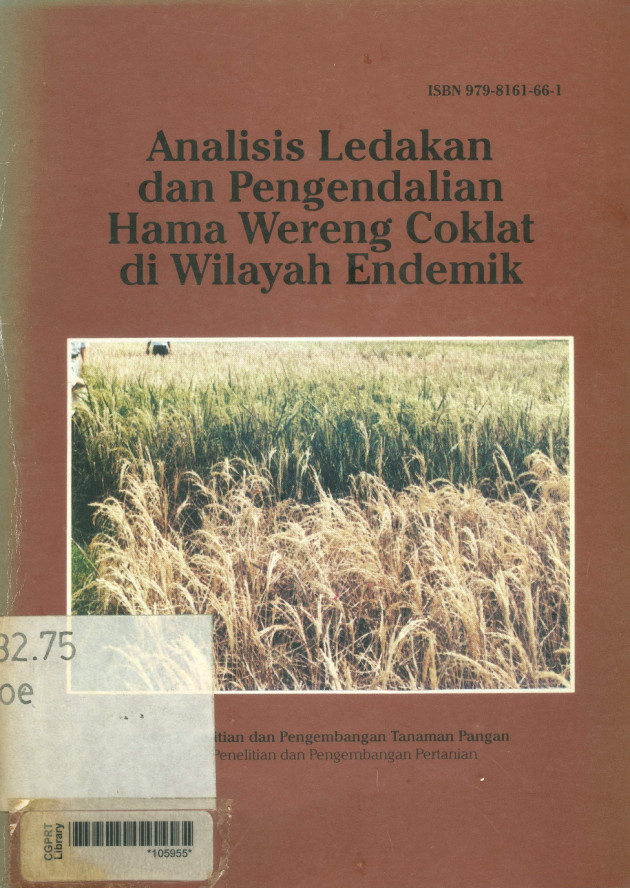 ISBN 979-8161-66-1
Analisis Ledakan
dan Pengendalian
Hama Wereng Coklat
di Wilayah Endemik
32.75
oe
dan Pengembangan Tanaman Pangan
Penelitian dan Pengembangan Pertanian
CGPRT
Library
*105955*